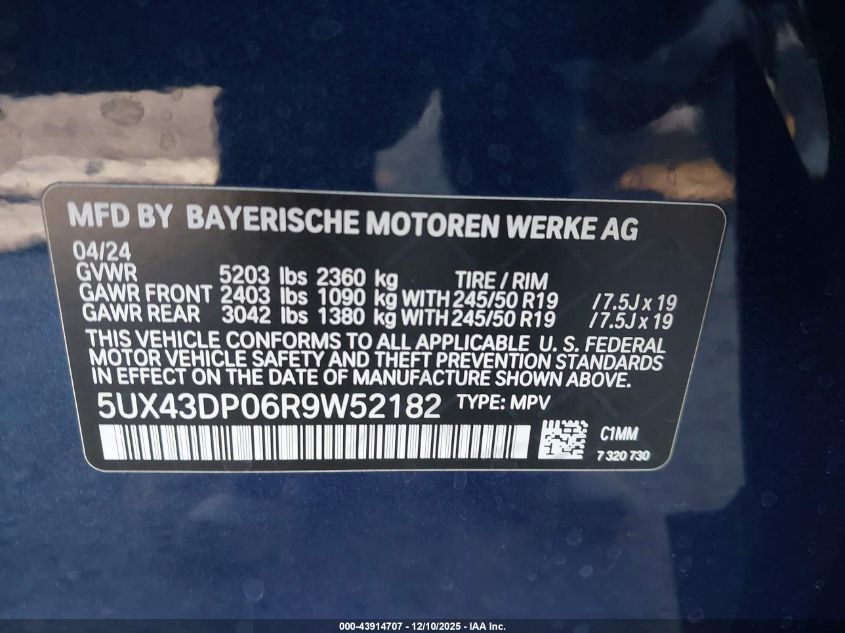 MFD BY BAYERISCHE MOTOREN WERKE AG
04/24
GVWR 5203 lbs 2360 kg TIRE / RIM
GAWR FRONT 2403 lbs 1090 kg WITH 245/50 R19 /7.5J x 19
GAWR REAR 3042 lbs 1380 kg WITH 245/50 R19 /7.5J x 19
THIS VEHICLE CONFORMS TO ALL APPLICABLE U. S. FEDERAL
MOTOR VEHICLE SAFETY AND THEFT PREVENTION STANDARDS
IN EFFECT ON THE DATE OF MANUFACTURE SHOWN ABOVE.
5UX43DP06R9W52182 TYPE: MPV
C1MM
7 320 730
000-43914707 - 12/10/2025 - IAA Inc.